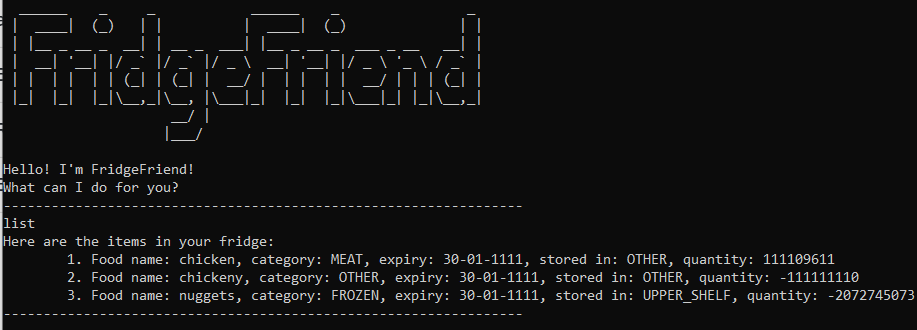 FridgeFriend
Hello! I'm FridgeFriend!
What can I do for you?
-----------------------------------------------------------------
list
Here are the items in your fridge:
1. Food name: chicken, category: MEAT, expiry: 30-01-1111, stored in: OTHER, quantity: 111109611
2. Food name: chickeny, category: OTHER, expiry: 30-01-1111, stored in: OTHER, quantity: -111111110
3. Food name: nuggets, category: FROZEN, expiry: 30-01-1111, stored in: UPPER_SHELF, quantity: -2072745073
-----------------------------------------------------------------